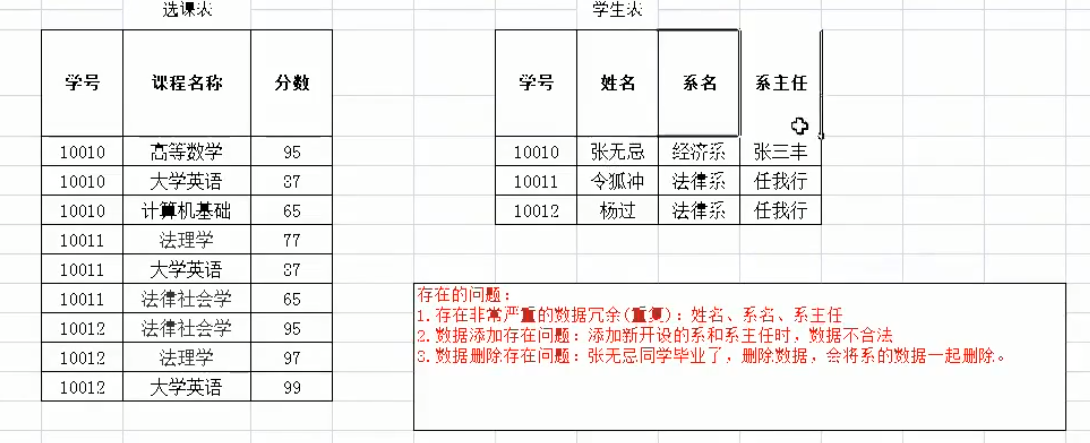 选课表
学生表
学号 课程名称 分数
10010 高等数学 95
10010 大学英语 87
10010 计算机基础 65
10011 法理学 77
10011 大学英语 87
10011 法律社会学 65
10012 法律社会学 95
10012 法理学 97
10012 大学英语 99
学号 姓名 系名 系主任
10010 张无忌 经济系 张三丰
10011 令狐冲 法律系 任我行
10012 杨过 法律系 任我行
存在的问题：
1.存在非常严重的数据冗余(重复)：姓名、系名、系主任
2.数据添加存在问题：添加新开设的系和系主任时，数据不合法
3.数据删除存在问题：张无忌同学毕业了，删除数据，会将系的数据一起删除。